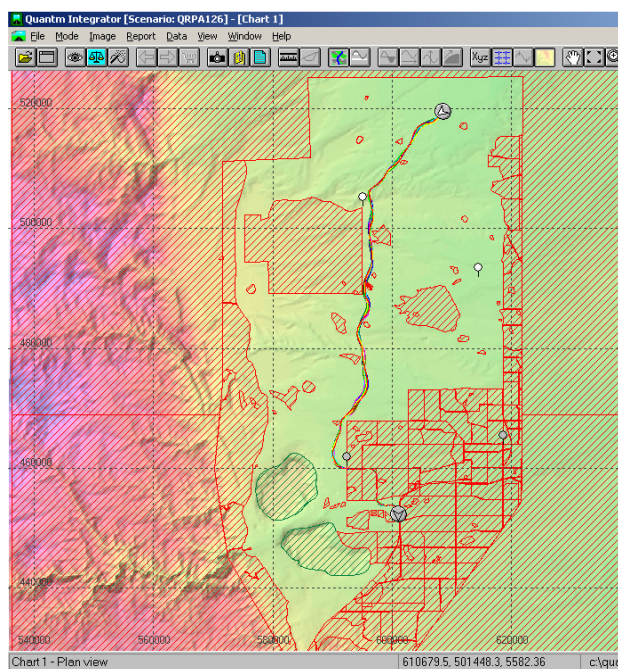 Quantm Integrator [Scenario: QRPA126] - [Chart 1]
File Mode Image Report Data View Window Help
Xyz
520000
500000
480000
460000
440000
540000 560000 580000 600000 620000
Chart 1 - Plan view 610679.5, 501448.3, 5582.36 c:\quo